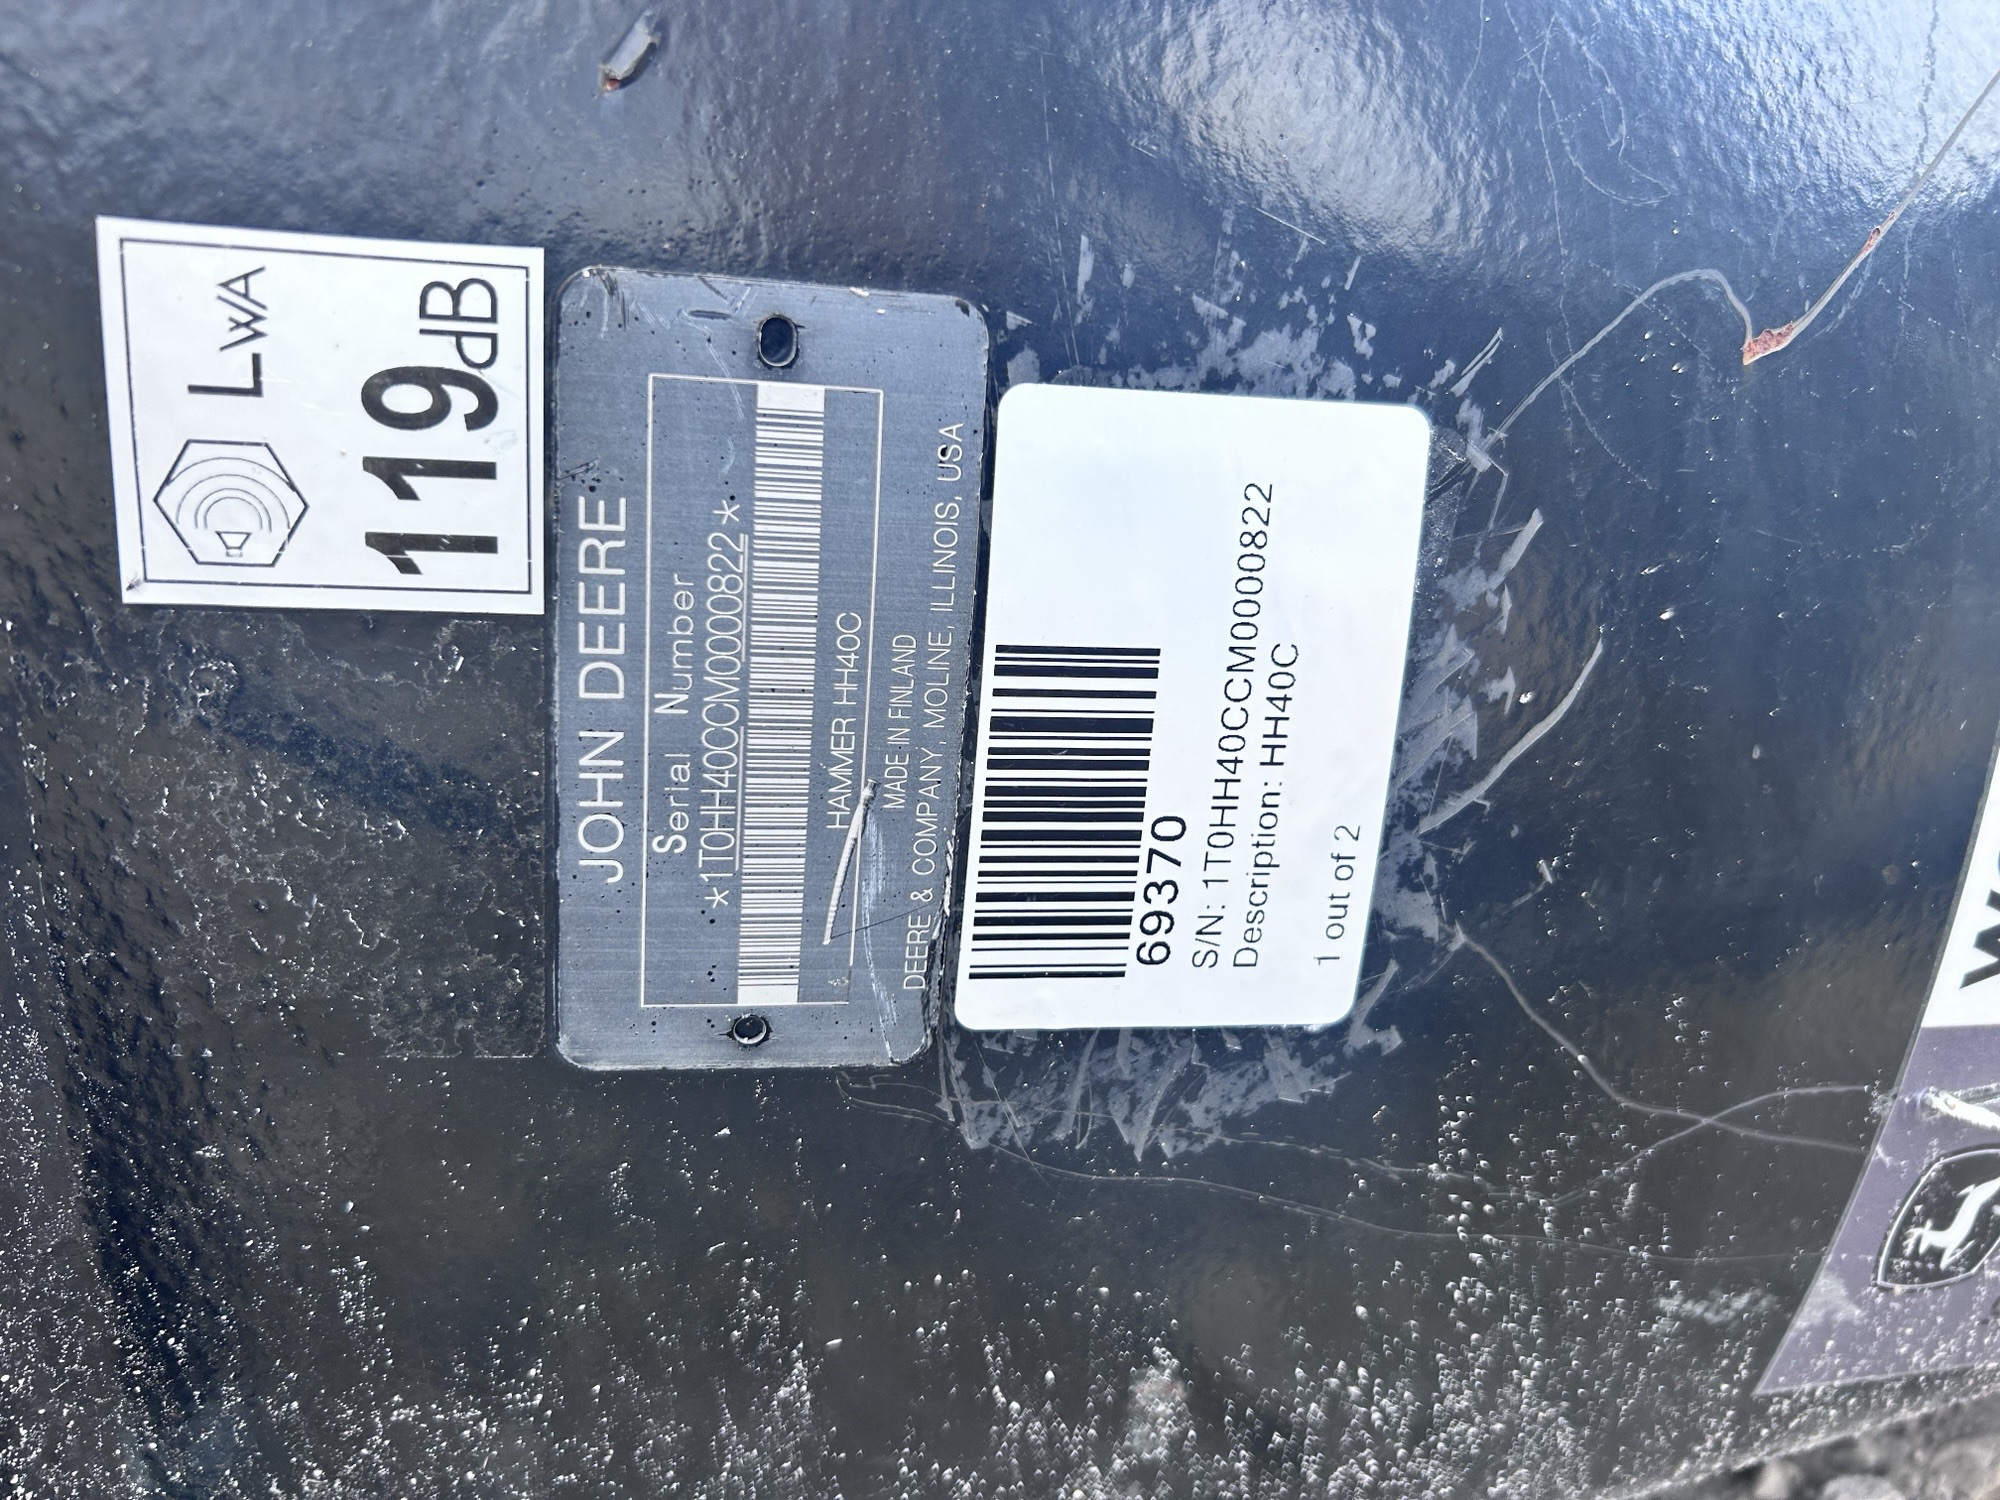 LWA
119dB
JOHN DEERE
Serial Number
*1T0HH40CCM0000822*
HAMMER HH40C
MADE IN FINLAND
DEERE & COMPANY, MOLINE, ILLINOIS, USA
69370
S/N: 1T0HH40CCM0000822
Description: HH40C
1 out of 2